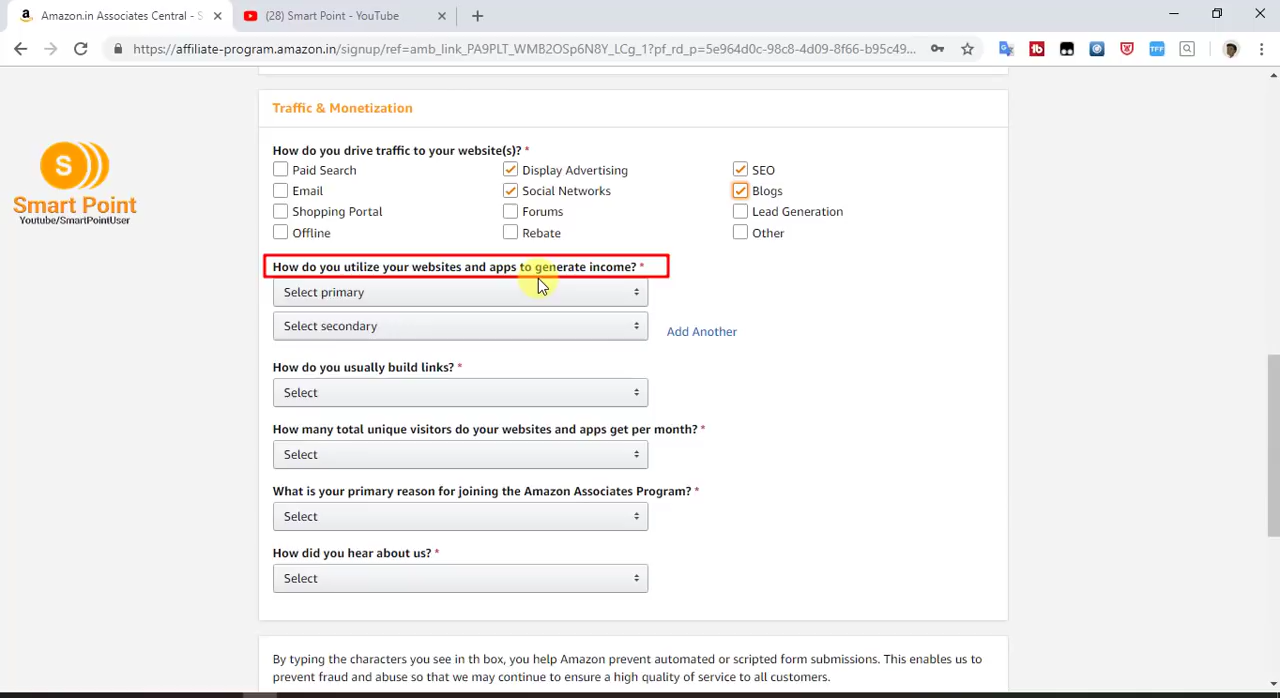 Amazon.in Associates Central - S
(28) Smart Point - YouTube
https://affiliate-program.amazon.in/signup/ref=amb_link_PA9PLT_WMB2OSp6N8Y_LCg_1?pf_rd_p=5e964d0c-98c8-4d09-8f66-b95c49...
Traffic & Monetization
How do you drive traffic to your website(s)? *
Paid Search
Display Advertising
SEO
Email
Social Networks
Blogs
Shopping Portal
Forums
Lead Generation
Offline
Rebate
Other
S
Smart Point
Youtube/SmartPointUser
How do you utilize your websites and apps to generate income? *
Select primary
Select secondary
Add Another
How do you usually build links? *
Select
How many total unique visitors do your websites and apps get per month? *
Select
What is your primary reason for joining the Amazon Associates Program? *
Select
How did you hear about us? *
Select
By typing the characters you see in th box, you help Amazon prevent automated or scripted form submissions. This enables us to
prevent fraud and abuse so that we may continue to ensure a high quality of service to all customers.